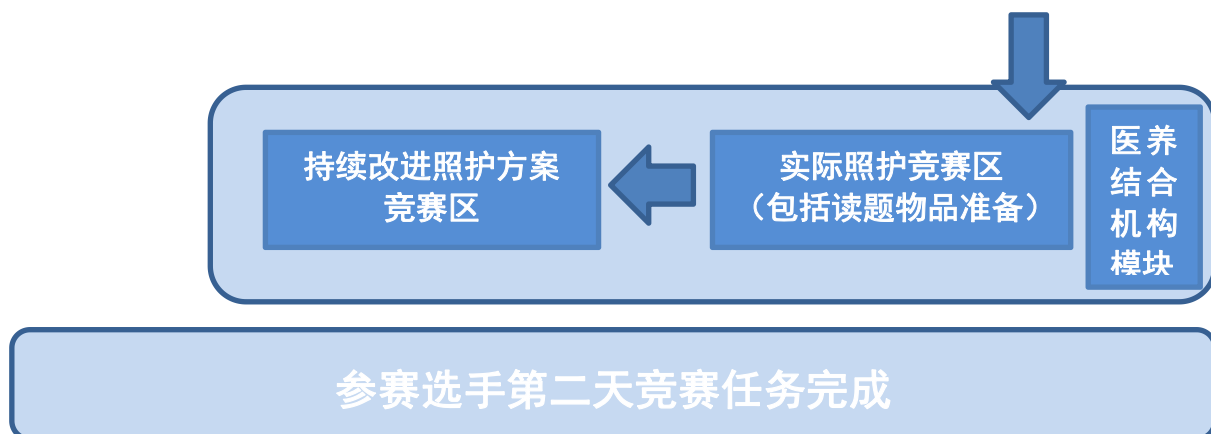 持续改进照护方案
竞赛区
实际照护竞赛区
（包括读题物品准备）
医养
结合
机构
模块
参赛选手第二天竞赛任务完成